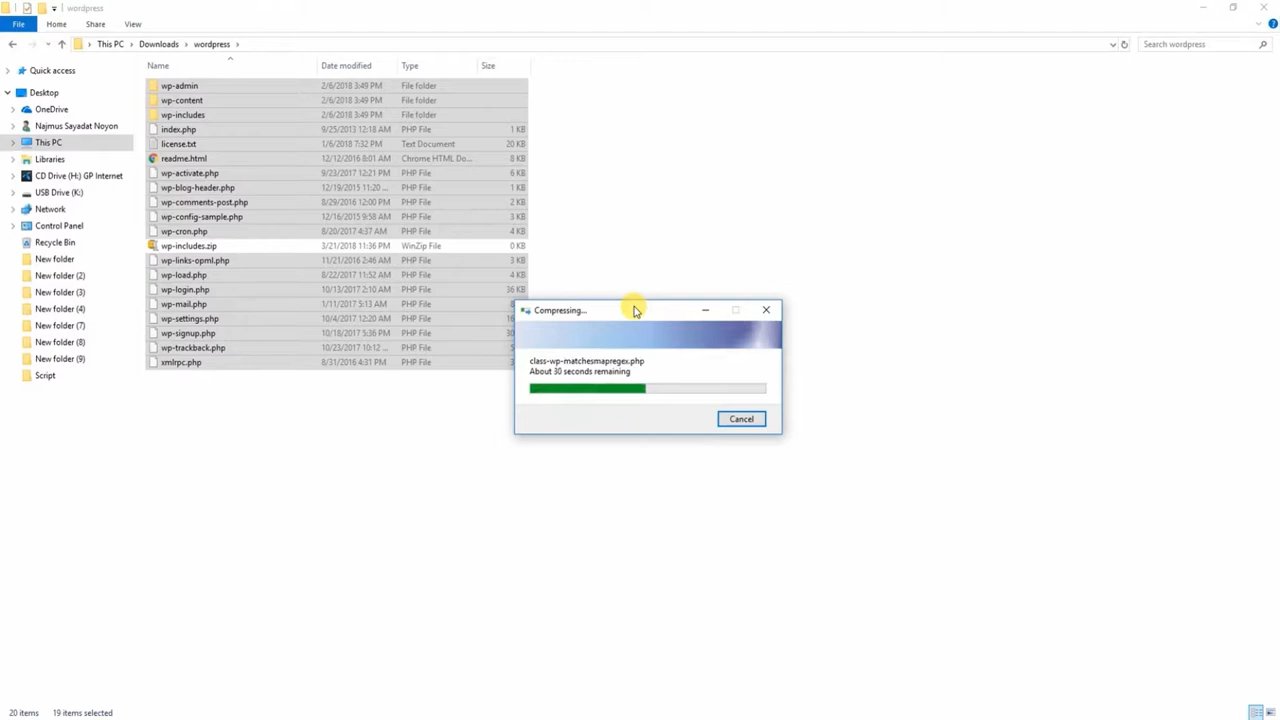 wordpress
File Home Share View
This PC Downloads wordpress
Search wordpress
Name Date modified Type Size
Quick access
Desktop
OneDrive
Najmus Sayadat Noyon
This PC
Libraries
CD Drive (H:) GP Internet
USB Drive (K:)
Network
Control Panel
Recycle Bin
New folder
New folder (2)
New folder (3)
New folder (4)
New folder (7)
New folder (8)
New folder (9)
Script
wp-admin 2/6/2018 3:49 PM File folder
wp-content 2/6/2018 3:49 PM File folder
wp-includes 2/6/2018 3:49 PM File folder
index.php 9/25/2013 12:18 AM PHP File 1 KB
license.txt 1/6/2018 7:32 PM Text Document 20 KB
readme.html 12/12/2016 8:01 AM Chrome HTML Do... 8 KB
wp-activate.php 9/23/2017 12:21 PM PHP File 6 KB
wp-blog-header.php 12/19/2015 11:20 ... PHP File 1 KB
wp-comments-post.php 8/29/2016 12:00 PM PHP File 2 KB
wp-config-sample.php 12/16/2015 9:58 AM PHP File 3 KB
wp-cron.php 8/20/2017 4:37 AM PHP File 4 KB
wp-includes.zip 3/21/2018 11:36 PM WinZip File 0 KB
wp-links-opml.php 11/21/2016 2:46 AM PHP File 3 KB
wp-load.php 8/22/2017 11:52 AM PHP File 4 KB
wp-login.php 10/13/2017 2:10 AM PHP File 36 KB
wp-mail.php 1/11/2017 5:13 AM PHP File 8
wp-settings.php 10/4/2017 12:20 AM PHP File 16
wp-signup.php 10/18/2017 5:36 PM PHP File 30
wp-trackback.php 10/23/2017 10:12 ... PHP File 5
xmlrpc.php 8/31/2016 4:31 PM PHP File 3
Compressing...
class-wp-matchesmapregex.php
About 30 seconds remaining
Cancel
20 items 19 items selected